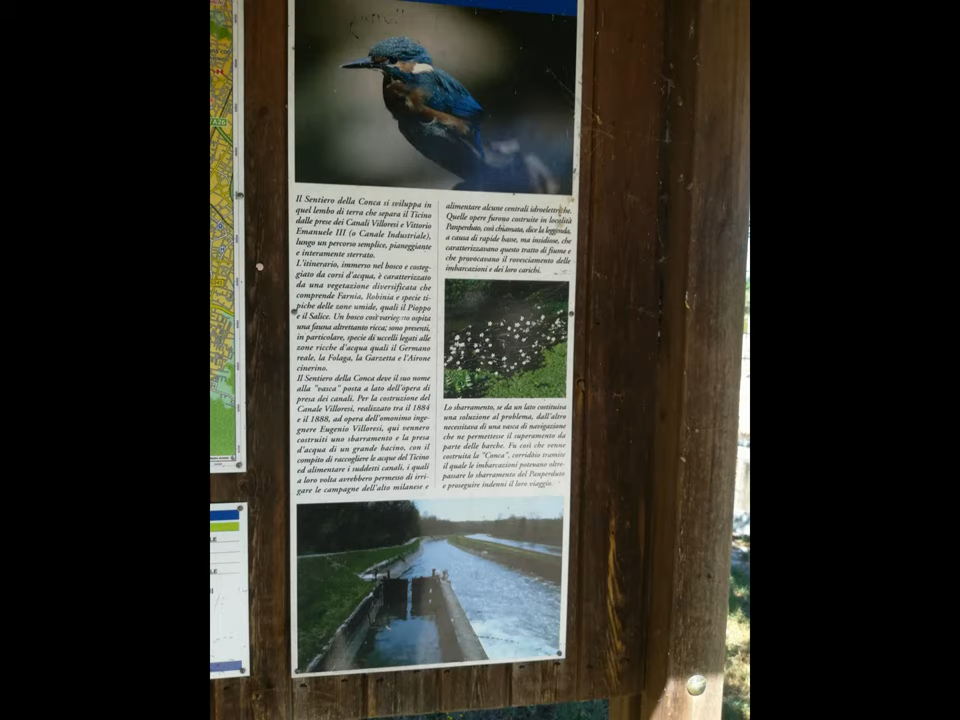 Il Sentiero della Conca si sviluppa in
quel lembo di terra che separa il Ticino
dalle prese dei Canali Villoresi e Vittorio
Emanuele III (o Canale Industriale),
lungo un percorso semplice, pianeggiante
e interamente sterrato.
L'itinerario, immerso nel bosco e costeg-
giato da corsi d'acqua, è caratterizzato
da una vegetazione diversificata che
comprende Farnia, Robinia e specie ti-
piche delle zone umide, quali il Pioppo
e il Salice. Un bosco così variegato ospita
una fauna altrettanto ricca; sono presenti,
in particolare, specie di uccelli legati alle
zone ricche d'acqua quali il Germano
reale, la Folaga, la Garzetta e l'Airone
cinerino.
Il Sentiero della Conca deve il suo nome
alla "vasca" posta a lato dell'opera di
presa dei canali. Per la costruzione del
Canale Villoresi, realizzato tra il 1884
e il 1888, ad opera dell'omonimo inge-
gnere Eugenio Villoresi, qui vennero
costruiti uno sbarramento e la presa
d'acqua di un grande bacino, con il
compito di raccogliere le acque del Ticino
ed alimentare i suddetti canali, i quali
a loro volta avrebbero permesso di irri-
gare le campagne dell'alto milanese e
alimentare alcune centrali idroelettriche.
Quelle opere furono costruite in località
Panperduto, così chiamata, dice la leggenda,
a causa di rapide basse, ma insidiose, che
caratterizzavano questo tratto di fiume e
che provocavano il rovesciamento delle
imbarcazioni e dei loro carichi.
Lo sbarramento, se da un lato costituiva
una soluzione al problema, dall'altro
necessitava di una vasca di navigazione
che ne permettesse il superamento da
parte delle barche. Fu così che venne
costruita la "Conca", corridoio tramite
il quale le imbarcazioni potevano oltre-
passare lo sbarramento del Panperduto
e proseguire indenni il loro viaggio.